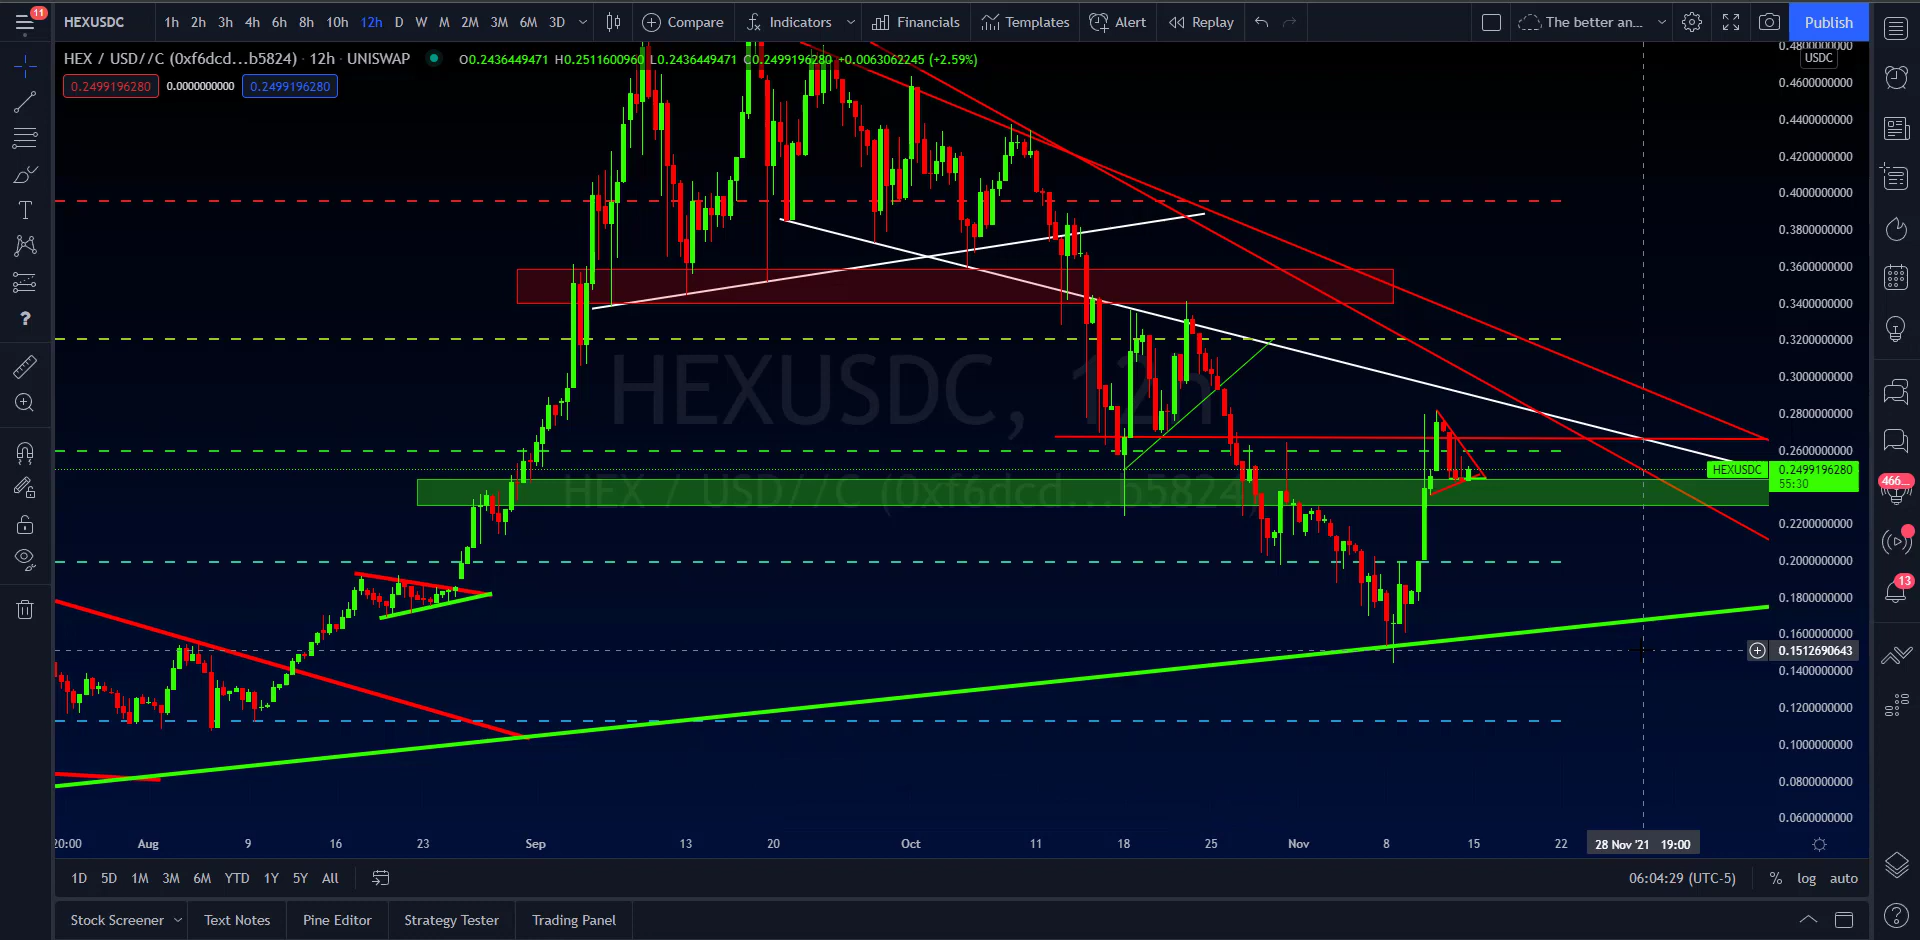 11
HEXUSDC 1h 2h 3h 4h 6h 8h 10h 12h D W M 2M 3M 6M 3D Compare Indicators Financials Templates Alert Replay The better an... Publish
HEX / USD//C (0xf6dcd...b5824) · 12h · UNISWAP O0.2436449471 H0.2511600960 L0.2436449471 C0.2499196280 +0.0063062245 (+2.59%)
0.2499196280 0.0000000000 0.2499196280
0.4800000000
USDC
0.4600000000
0.4400000000
0.4200000000
0.4000000000
0.3800000000
0.3600000000
0.3400000000
0.3200000000
0.3000000000
0.2800000000
0.2600000000
HEXUSDC 0.2499196280
55:30
0.2200000000
0.2000000000
0.1800000000
0.1600000000
0.1512690643
0.1400000000
0.1200000000
0.1000000000
0.0800000000
0.0600000000
HEXUSDC, 12h
HEX / USD//C (0xf6dcd...b5824)
466...
13
20:00 Aug 9 16 23 Sep 13 20 Oct 11 18 25 Nov 8 15 22 28 Nov '21 19:00
1D 5D 1M 3M 6M YTD 1Y 5Y All 06:04:29 (UTC-5) % log auto
Stock Screener Text Notes Pine Editor Strategy Tester Trading Panel